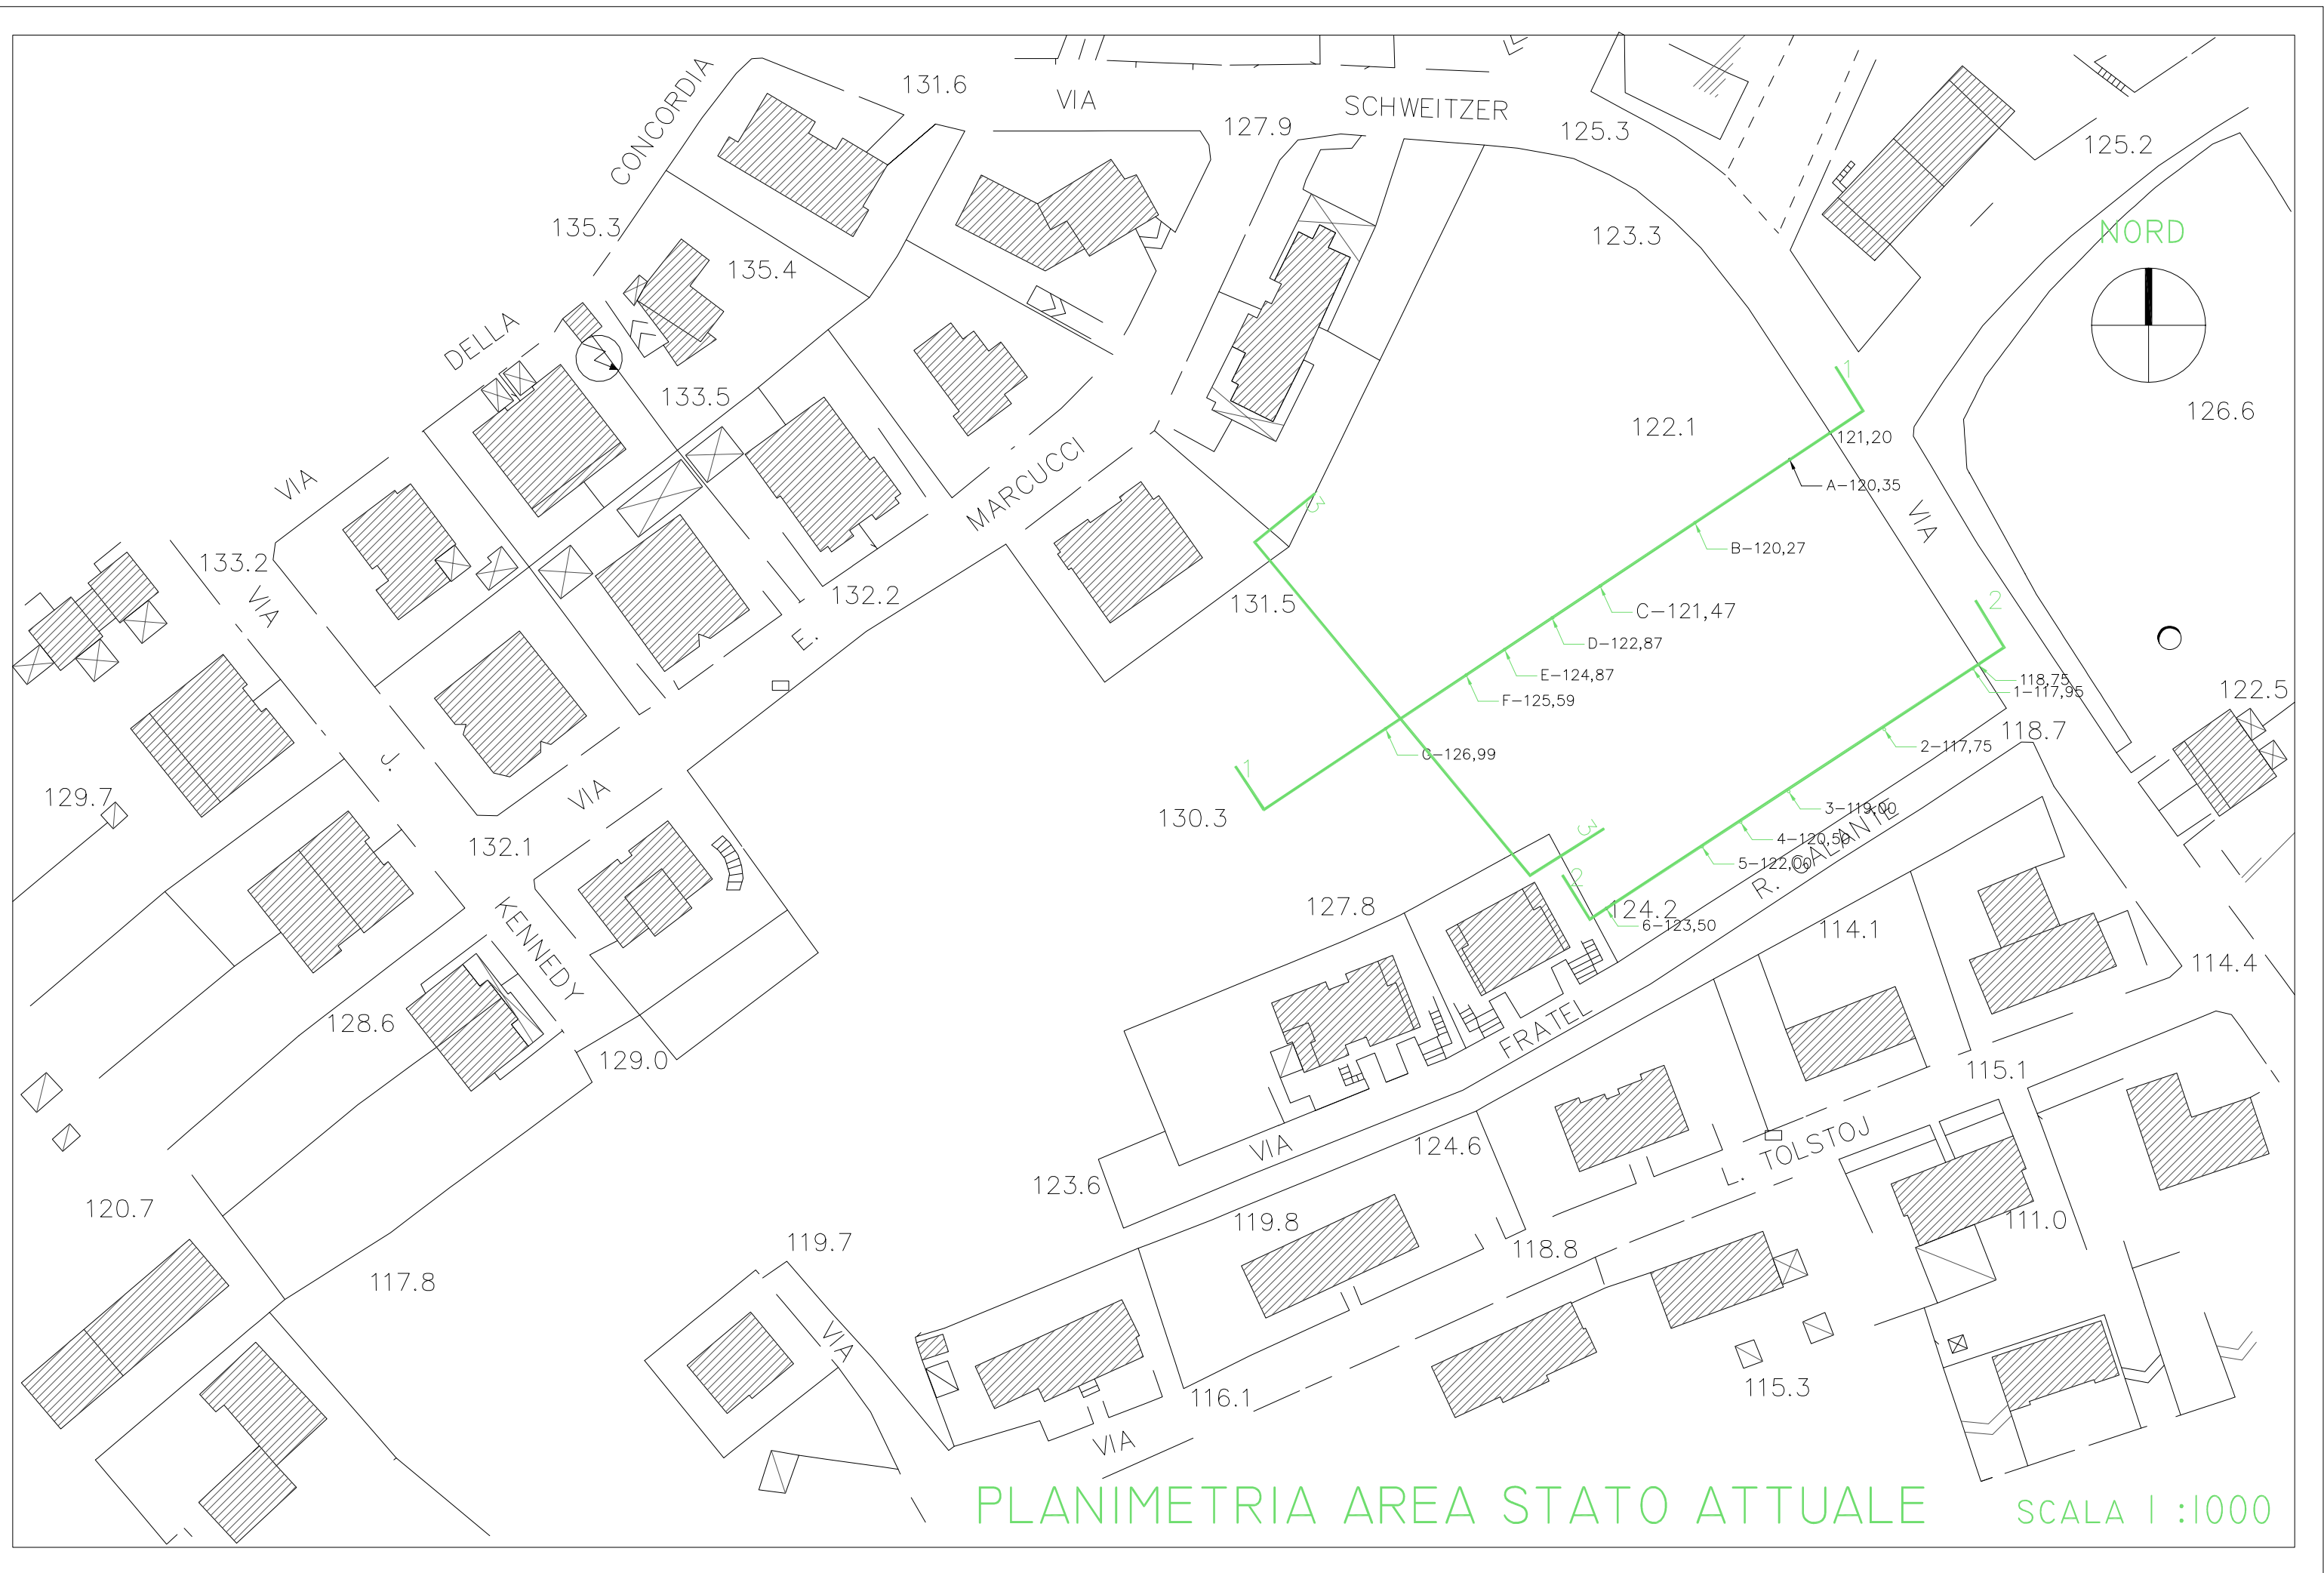 CONCORDIA
131.6
VIA
SCHWEITZER
127.9
125.3
125.2
135.3
135.4
123.3
NORD
DELLA
133.5
122.1
126.6
1
121,20
A-120,35
VIA
MARCUCCI
3
VIA
B-120,27
133.2
VIA
132.2
131.5
C-121,47
2
E.
D-122,87
E-124,87
F-125,59
118,75
1-117,95
122.5
118.7
J.
G-126,99
2-117,75
1
VIA
129.7
130.3
3-119,00
132.1
3
4-120,50
5-122,00
R. GALANTE
2
KENNEDY
127.8
124.2
6-123,50
114.1
114.4
128.6
129.0
FRATEL
115.1
VIA
124.6
L. TOLSTOJ
123.6
120.7
119.8
111.0
119.7
118.8
117.8
VIA
116.1
115.3
VIA
PLANIMETRIA AREA STATO ATTUALE
SCALA 1 :1000